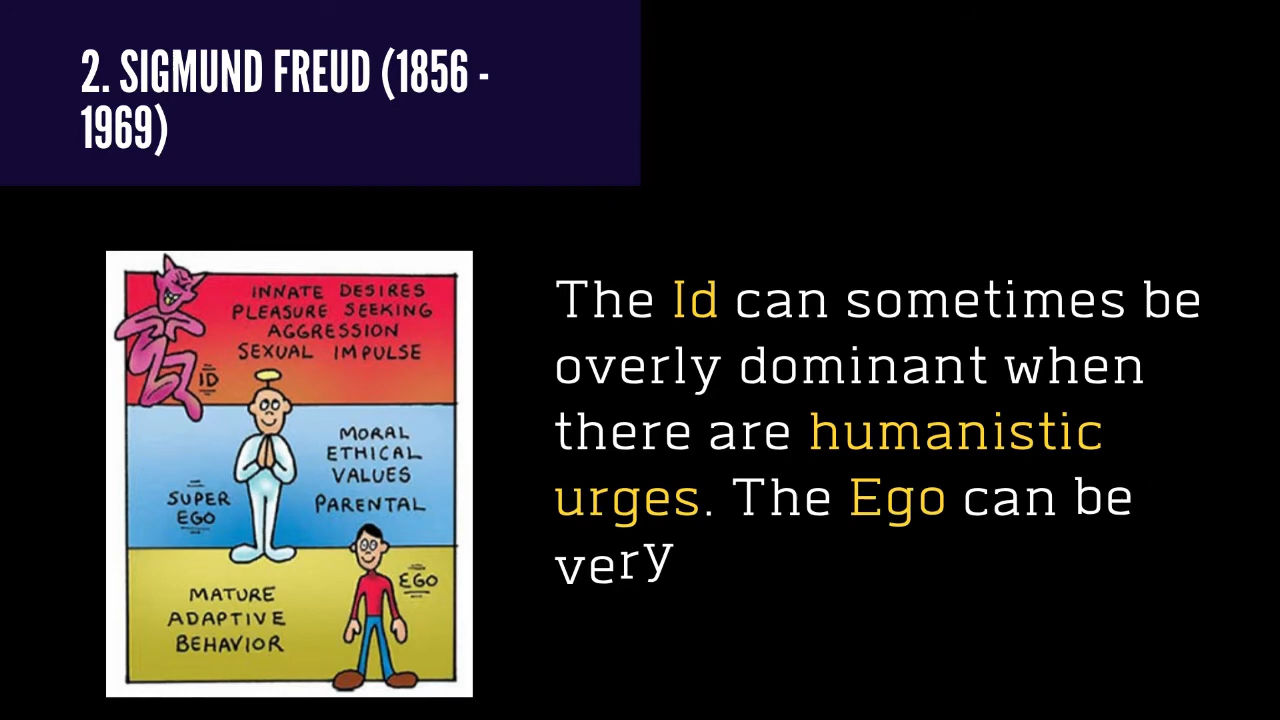 2. SIGMUND FREUD (1856 -
1969)
INNATE DESIRES
PLEASURE SEEKING
AGGRESSION
SEXUAL IMPULSE
ID
MORAL
ETHICAL
VALUES
PARENTAL
SUPER
EGO
EGO
MATURE
ADAPTIVE
BEHAVIOR
The Id can sometimes be
overly dominant when
there are humanistic
urges. The Ego can be
very